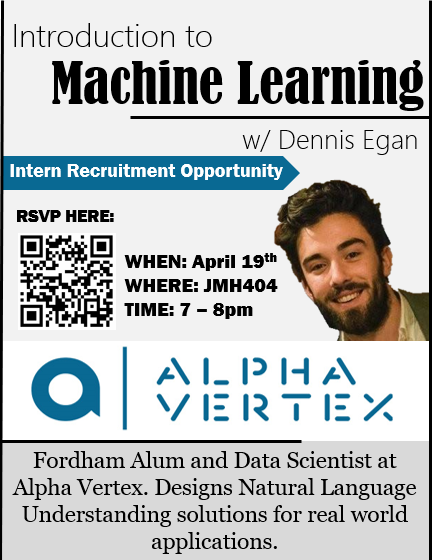 Introduction to
Machine Learning
w/ Dennis Egan
Intern Recruitment Opportunity
RSVP HERE:
WHEN: April 19th
WHERE: JMH404
TIME: 7 – 8pm
ALPHA
VERTEX
Fordham Alum and Data Scientist at
Alpha Vertex. Designs Natural Language
Understanding solutions for real world
applications.